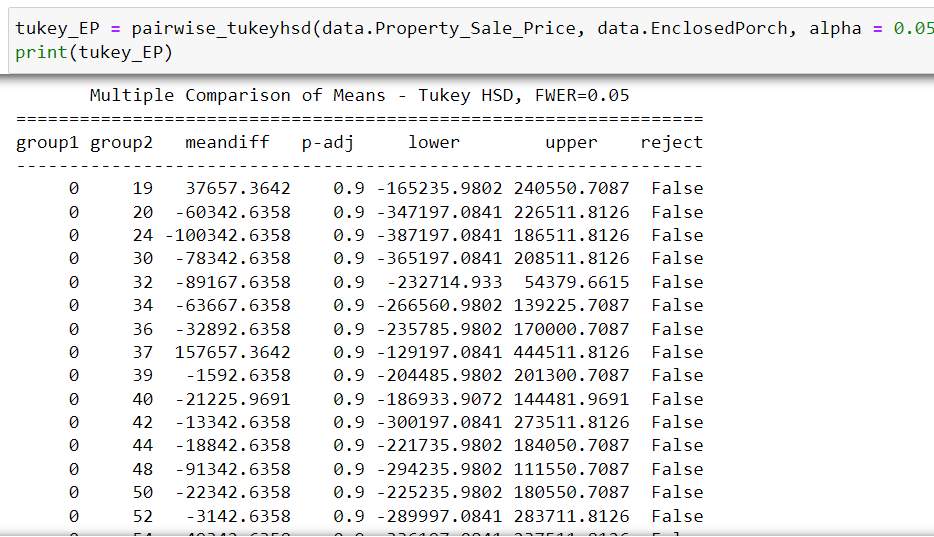 tukey_EP = pairwise_tukeyhsd(data.Property_Sale_Price, data.EnclosedPorch, alpha = 0.05
print(tukey_EP)
Multiple Comparison of Means - Tukey HSD, FWER=0.05
=================================================================
group1 group2 meandiff p-adj lower upper reject
-----------------------------------------------------------------
0 19 37657.3642 0.9 -165235.9802 240550.7087 False
0 20 -60342.6358 0.9 -347197.0841 226511.8126 False
0 24 -100342.6358 0.9 -387197.0841 186511.8126 False
0 30 -78342.6358 0.9 -365197.0841 208511.8126 False
0 32 -89167.6358 0.9 -232714.933 54379.6615 False
0 34 -63667.6358 0.9 -266560.9802 139225.7087 False
0 36 -32892.6358 0.9 -235785.9802 170000.7087 False
0 37 157657.3642 0.9 -129197.0841 444511.8126 False
0 39 -1592.6358 0.9 -204485.9802 201300.7087 False
0 40 -21225.9691 0.9 -186933.9072 144481.9691 False
0 42 -13342.6358 0.9 -300197.0841 273511.8126 False
0 44 -18842.6358 0.9 -221735.9802 184050.7087 False
0 48 -91342.6358 0.9 -294235.9802 111550.7087 False
0 50 -22342.6358 0.9 -225235.9802 180550.7087 False
0 52 -3142.6358 0.9 -289997.0841 283711.8126 False